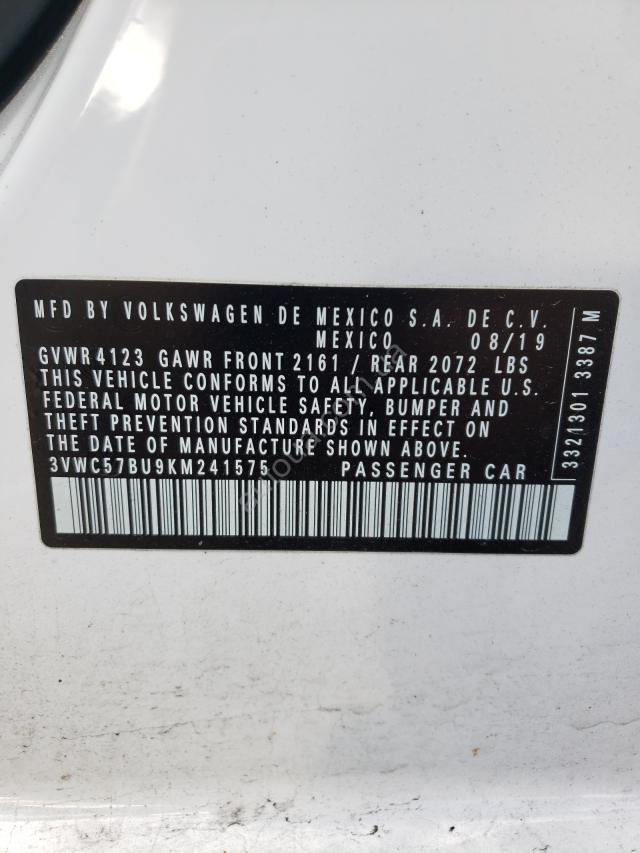 MFD BY VOLKSWAGEN DE MEXICO S.A. DE C.V.
MEXICO 08/19
GVWR 4123 GAWR FRONT 2161 / REAR 2072 LBS
THIS VEHICLE CONFORMS TO ALL APPLICABLE U.S.
FEDERAL MOTOR VEHICLE SAFETY, BUMPER AND
THEFT PREVENTION STANDARDS IN EFFECT ON
THE DATE OF MANUFACTURE SHOWN ABOVE.
3VWC57BU9KM241575 PASSENGER CAR
332/1301 3387 M